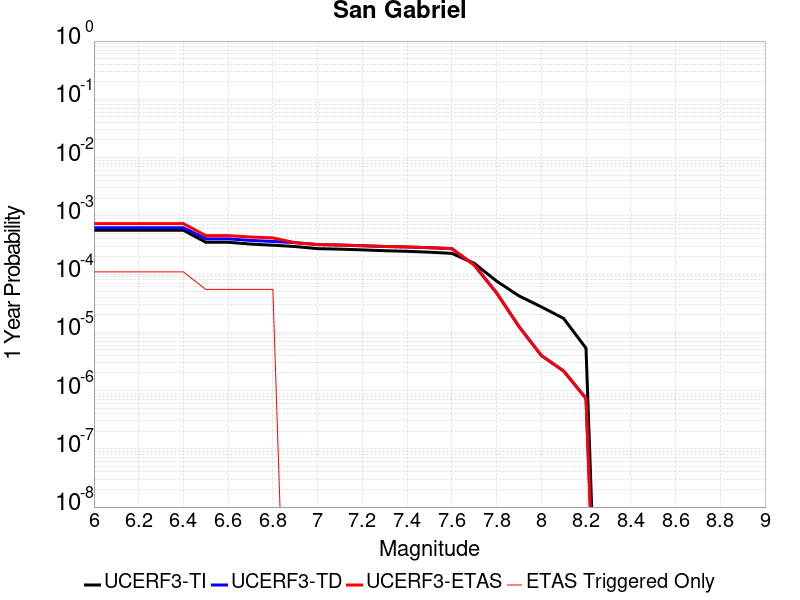 San Gabriel
10^0
10^-1
10^-2
10^-3
10^-4
10^-5
10^-6
10^-7
10^-8
1 Year Probability
6 6.2 6.4 6.6 6.8 7 7.2 7.4 7.6 7.8 8 8.2 8.4 8.6 8.8 9
Magnitude
UCERF3-TI UCERF3-TD UCERF3-ETAS ETAS Triggered Only